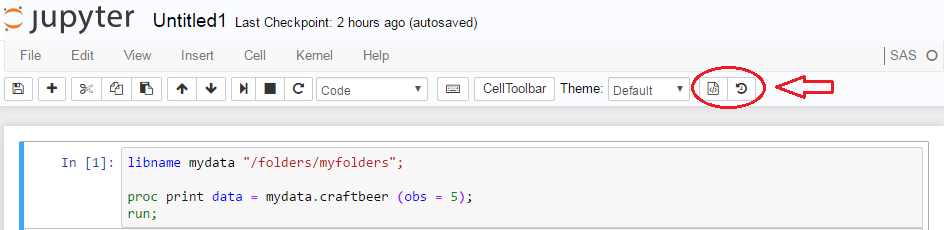 jupyter Untitled1 Last Checkpoint: 2 hours ago (autosaved)
File Edit View Insert Cell Kernel Help SAS
Code CellToolbar Theme: Default
In [1]: libname mydata "/folders/myfolders";
proc print data = mydata.craftbeer (obs = 5);
run;